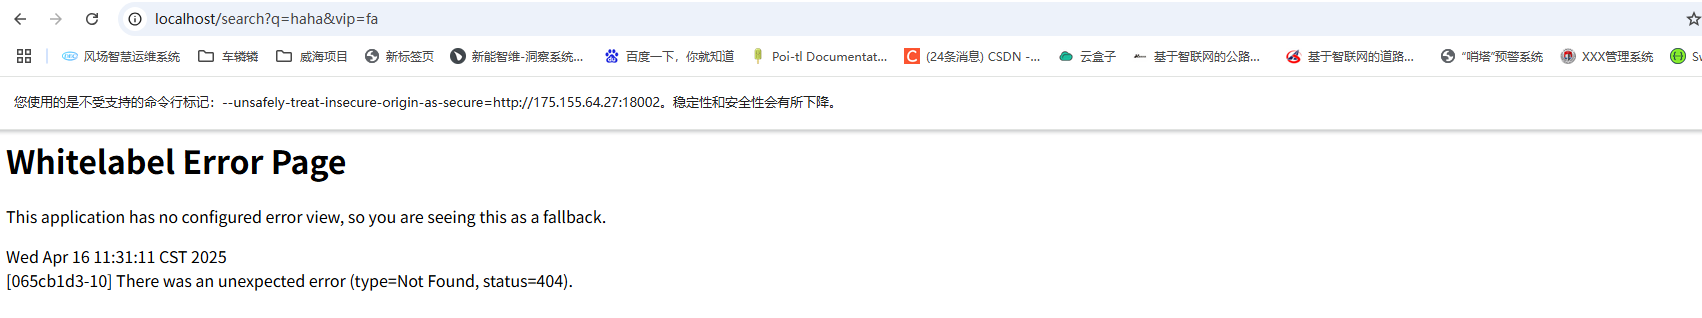 localhost/search?q=haha&vip=fa
风场智慧运维系统 车辚辚 威海项目 新标签页 新能智维-洞察系统... 百度一下，你就知道 Poi-tl Documentat... (24条消息) CSDN -... 云盒子 基于智联网的公路... 基于智联网的道路... “哨塔”预警系统 XXX管理系统 Sw
您使用的是不受支持的命令行标记：--unsafely-treat-insecure-origin-as-secure=http://175.155.64.27:18002。稳定性和安全性会有所下降。
Whitelabel Error Page
This application has no configured error view, so you are seeing this as a fallback.
Wed Apr 16 11:31:11 CST 2025
[065cb1d3-10] There was an unexpected error (type=Not Found, status=404).